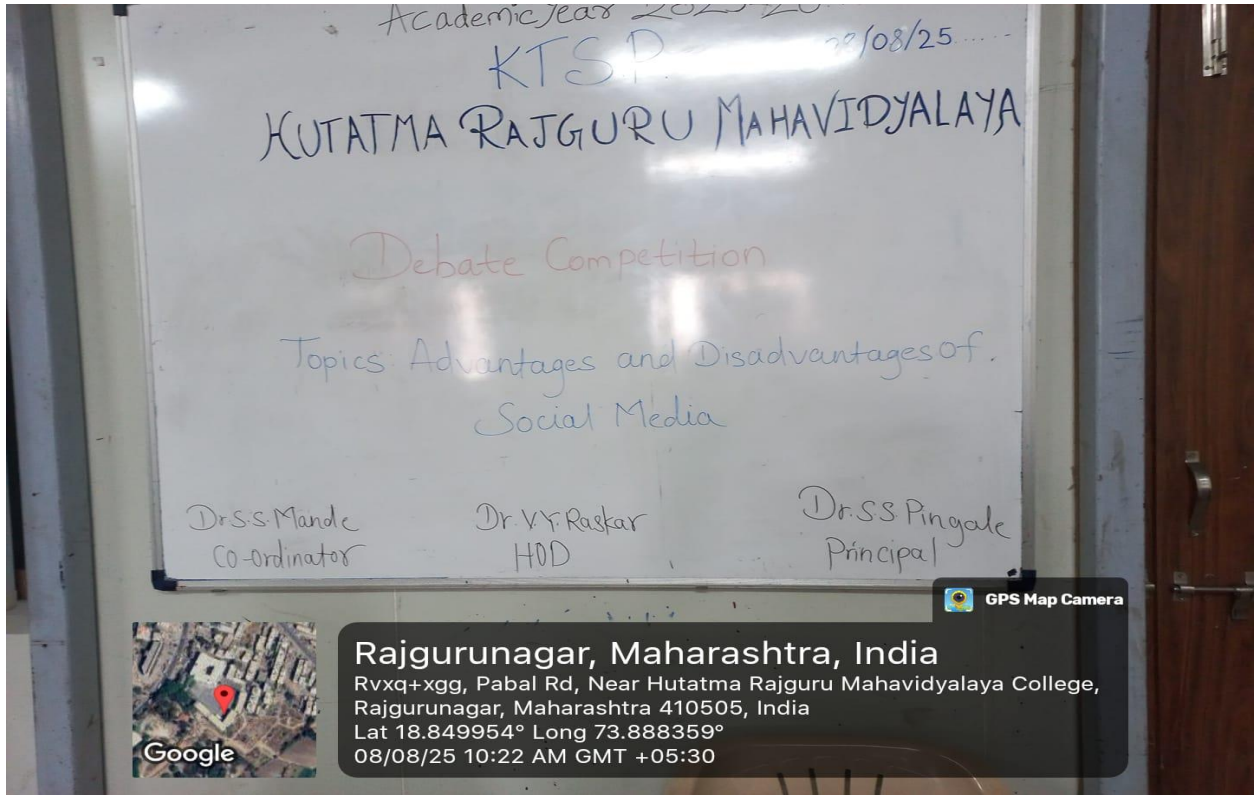 Academic Year
KTSP
/08/25.....
HUTATMA RAJGURU MAHAVIDYALAYA
Debate Competition
Topics: Advantages and Disadvantages of.
Social Media
Dr.S.S. Mande
Co-ordinator
Dr. V.Y. Raskar
HOD
Dr.S.S. Pingale
Principal
GPS Map Camera
Rajgurunagar, Maharashtra, India
Rvxq+xgg, Pabal Rd, Near Hutatma Rajguru Mahavidyalaya College,
Rajgurunagar, Maharashtra 410505, India
Lat 18.849954° Long 73.888359°
08/08/25 10:22 AM GMT +05:30
Google